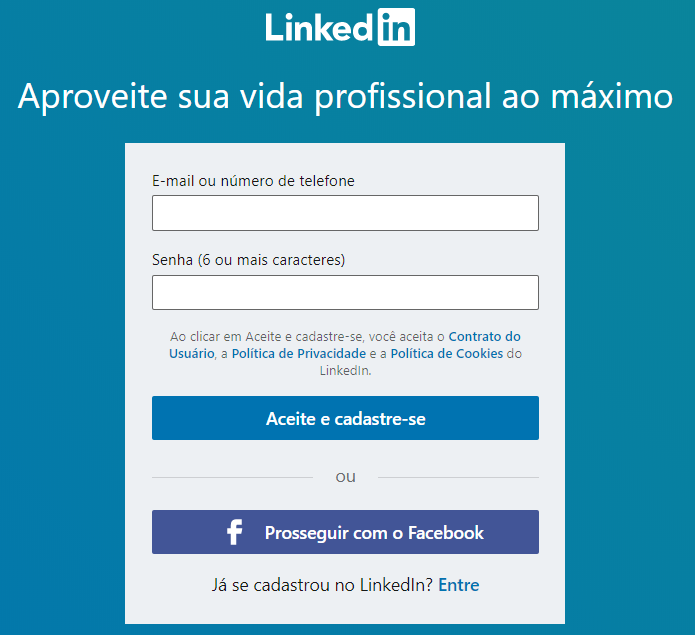 LinkedIn
Aproveite sua vida profissional ao máximo
E-mail ou número de telefone
Senha (6 ou mais caracteres)
Ao clicar em Aceite e cadastre-se, você aceita o Contrato do
Usuário, a Política de Privacidade e a Política de Cookies do
LinkedIn.
Aceite e cadastre-se
ou
f Prosseguir com o Facebook
Já se cadastrou no LinkedIn? Entre